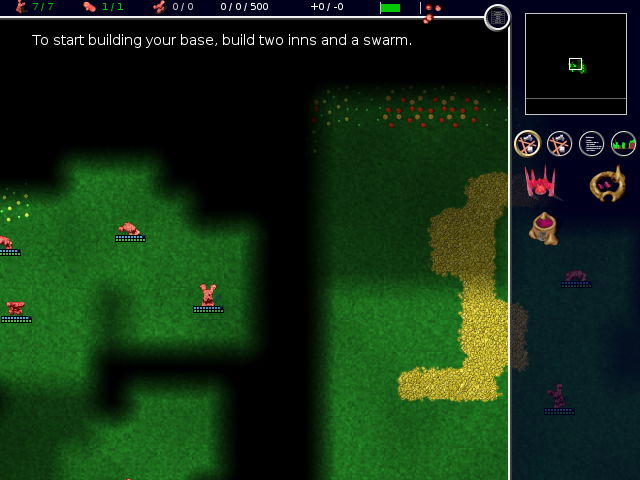 7 / 7 1 / 1 0 / 0 0 / 0 / 500 +0 / -0
To start building your base, build two inns and a swarm.